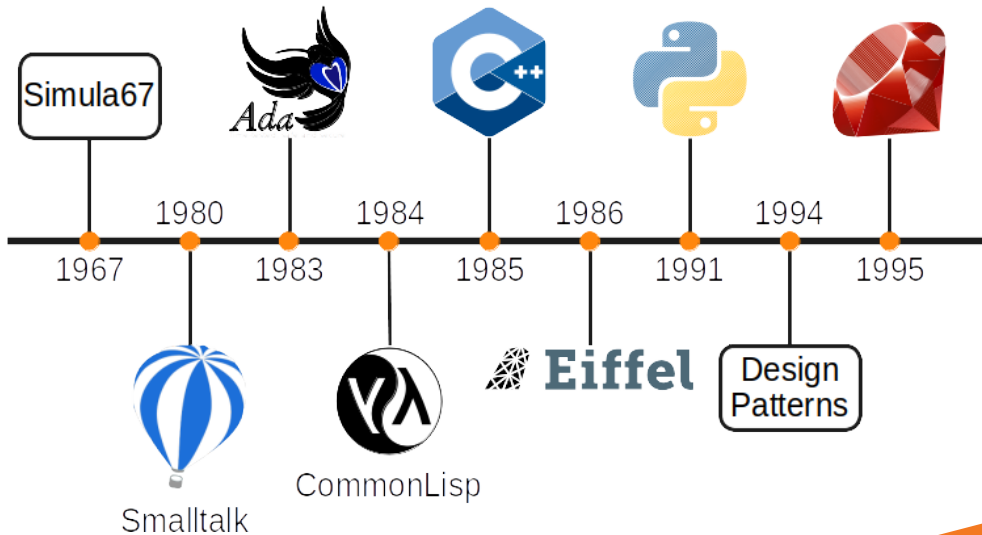 Simula67
Ada
C++
1980
1984
1986
1994
1967
1983
1985
1991
1995
Smalltalk
CommonLisp
Eiffel
Design
Patterns